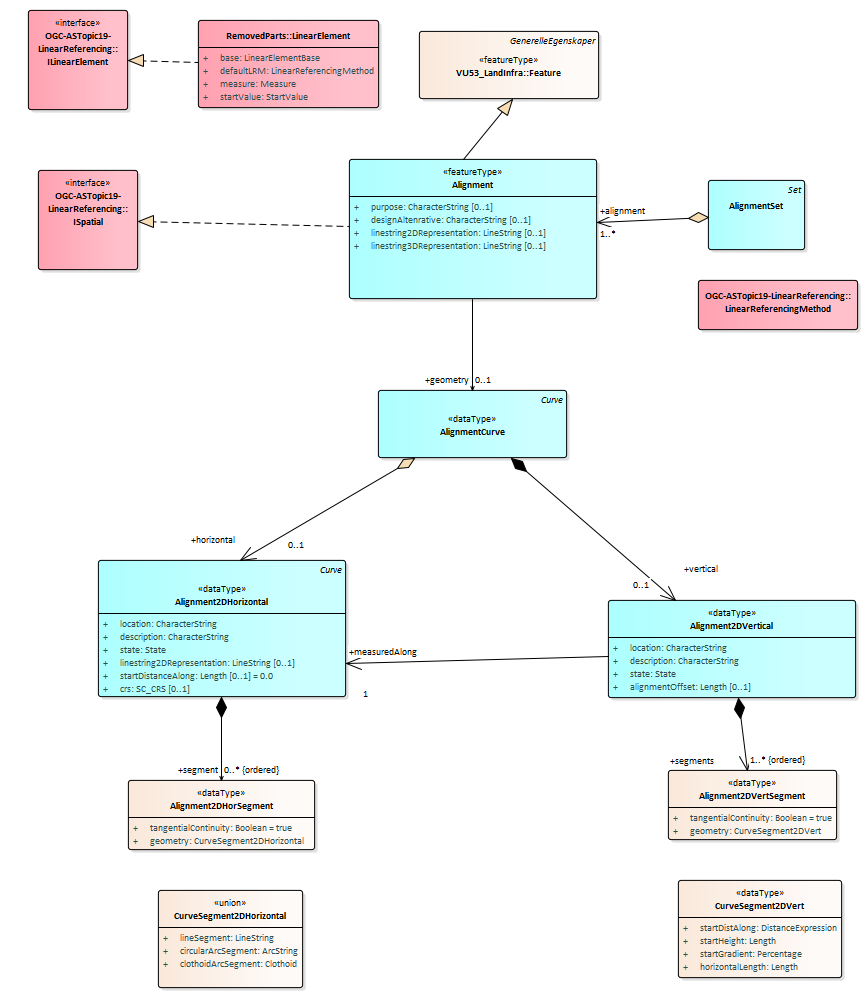 «interface»
OGC-ASTopic19-
LinearReferencing::
ILinearElement
RemovedParts::LinearElement
+ base: LinearElementBase
+ defaultLRM: LinearReferencingMethod
+ measure: Measure
+ startValue: StartValue
GenerelleEgenskaper
«featureType»
VU53_LandInfra::Feature
«interface»
OGC-ASTopic19-
LinearReferencing::
ISpatial
«featureType»
Alignment
+ purpose: CharacterString [0..1]
+ designAltenrative: CharacterString [0..1]
+ linestring2DRepresentation: LineString [0..1]
+ linestring3DRepresentation: LineString [0..1]
+alignment
1..*
Set
AlignmentSet
OGC-ASTopic19-LinearReferencing::
LinearReferencingMethod
+geometry 0..1
Curve
«dataType»
AlignmentCurve
+horizontal
0..1
+vertical
0..1
Curve
«dataType»
Alignment2DHorizontal
+ location: CharacterString
+ description: CharacterString
+ state: State
+ linestring2DRepresentation: LineString [0..1]
+ startDistanceAlong: Length [0..1] = 0.0
+ crs: SC_CRS [0..1]
+measuredAlong
1
«dataType»
Alignment2DVertical
+ location: CharacterString
+ description: CharacterString
+ state: State
+ alignmentOffset: Length [0..1]
+segment 0..* {ordered}
+segments 1..* {ordered}
«dataType»
Alignment2DHorSegment
+ tangentialContinuity: Boolean = true
+ geometry: CurveSegment2DHorizontal
«dataType»
Alignment2DVertSegment
+ tangentialContinuity: Boolean = true
+ geometry: CurveSegment2DVert
«union»
CurveSegment2DHorizontal
+ lineSegment: LineString
+ circularArcSegment: ArcString
+ clothoidArcSegment: Clothoid
«dataType»
CurveSegment2DVert
+ startDistAlong: DistanceExpression
+ startHeight: Length
+ startGradient: Percentage
+ horizontalLength: Length